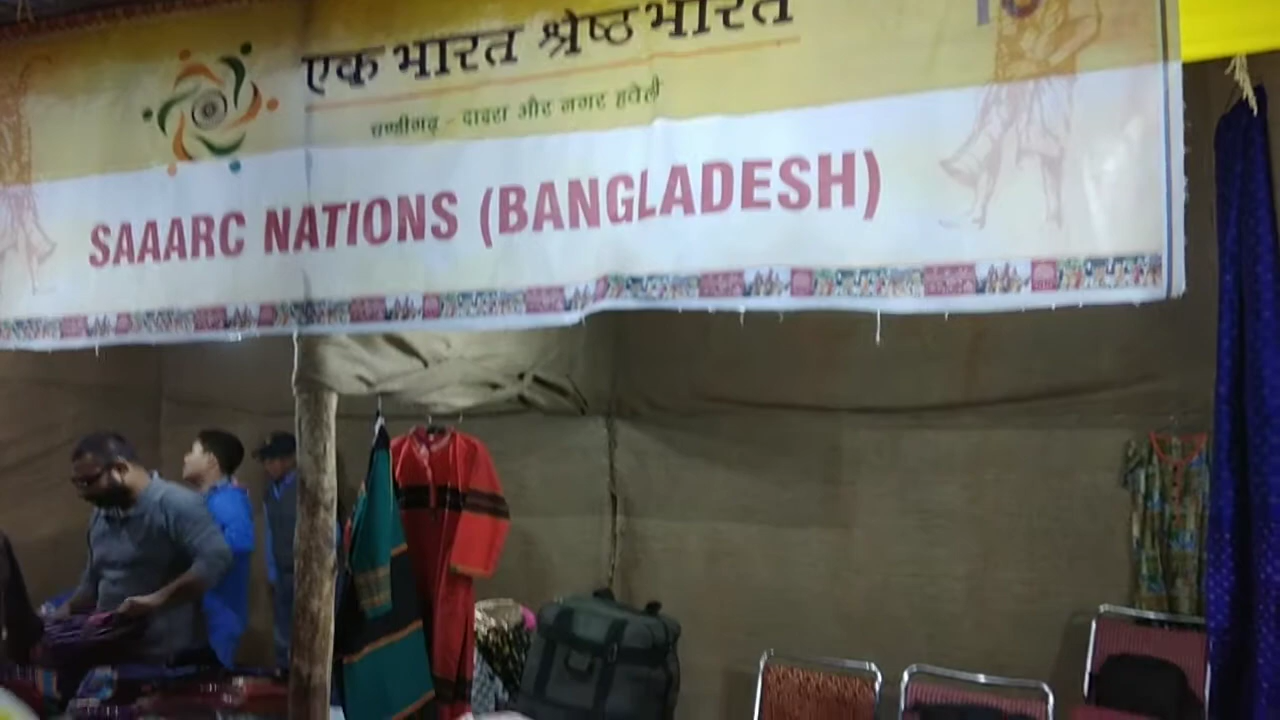 एक भारत श्रेष्ठ भारत
चण्डीगढ़ - दादरा और नगर हवेली
SAAARC NATIONS (BANGLADESH)